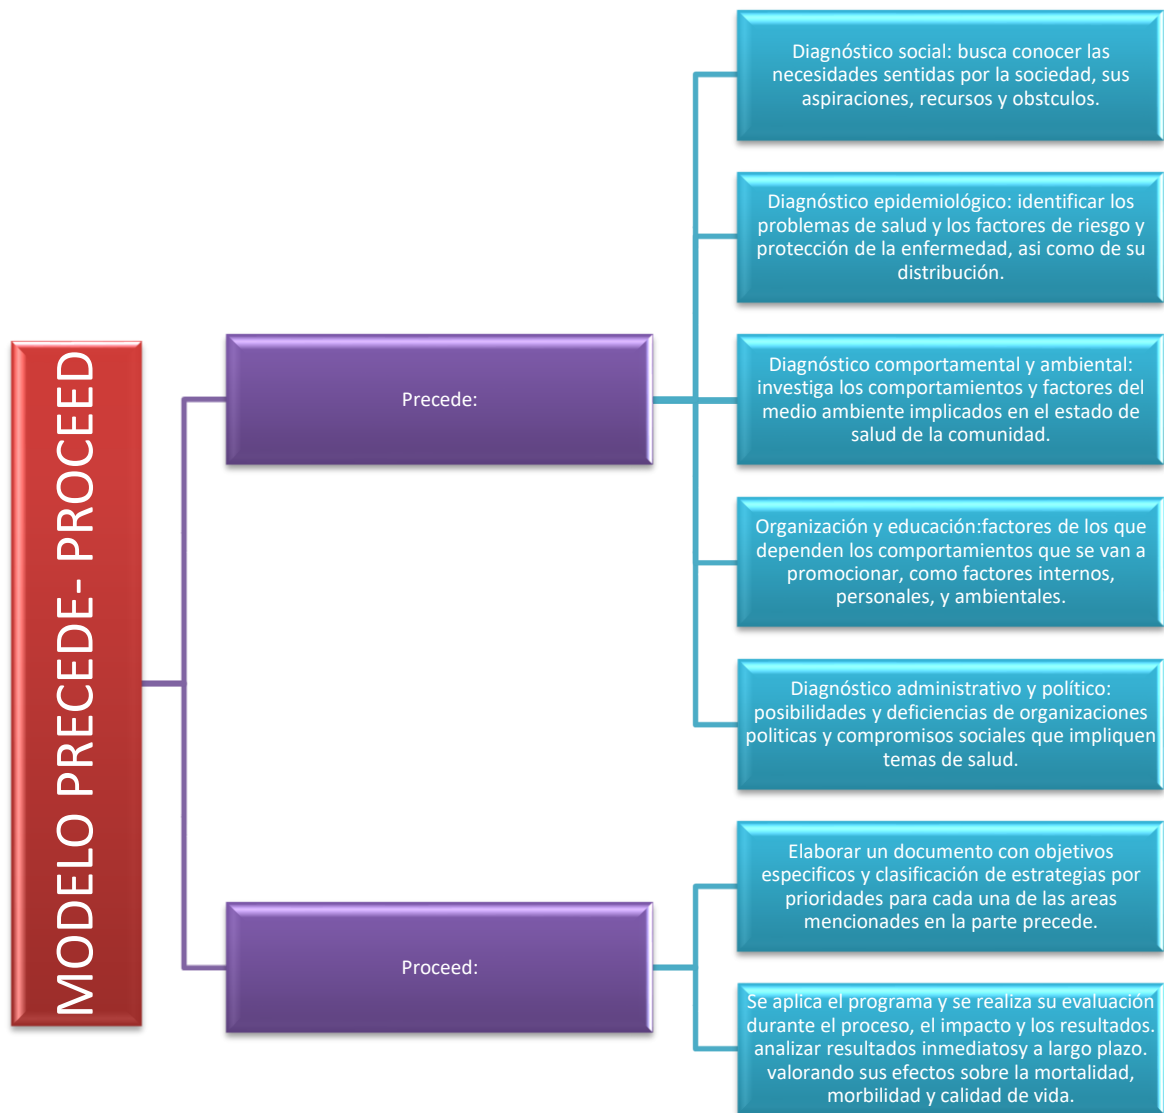 MODELO PRECEDE- PROCEED
Precede:
Diagnóstico social: busca conocer las
necesidades sentidas por la sociedad, sus
aspiraciones, recursos y obstculos.
Diagnóstico epidemiológico: identificar los
problemas de salud y los factores de riesgo y
protección de la enfermedad, asi como de su
distribución.
Diagnóstico comportamental y ambiental:
investiga los comportamientos y factores del
medio ambiente implicados en el estado de
salud de la comunidad.
Organización y educación:factores de los que
dependen los comportamientos que se van a
promocionar, como factores internos,
personales, y ambientales.
Diagnóstico administrativo y político:
posibilidades y deficiencias de organizaciones
politicas y compromisos sociales que impliquen
temas de salud.
Proceed:
Elaborar un documento con objetivos
especificos y clasificación de estrategias por
prioridades para cada una de las areas
mencionadas en la parte precede.
Se aplica el programa y se realiza su evaluación
durante el proceso, el impacto y los resultados.
analizar resultados inmediatosy a largo plazo.
valorando sus efectos sobre la mortalidad,
morbilidad y calidad de vida.